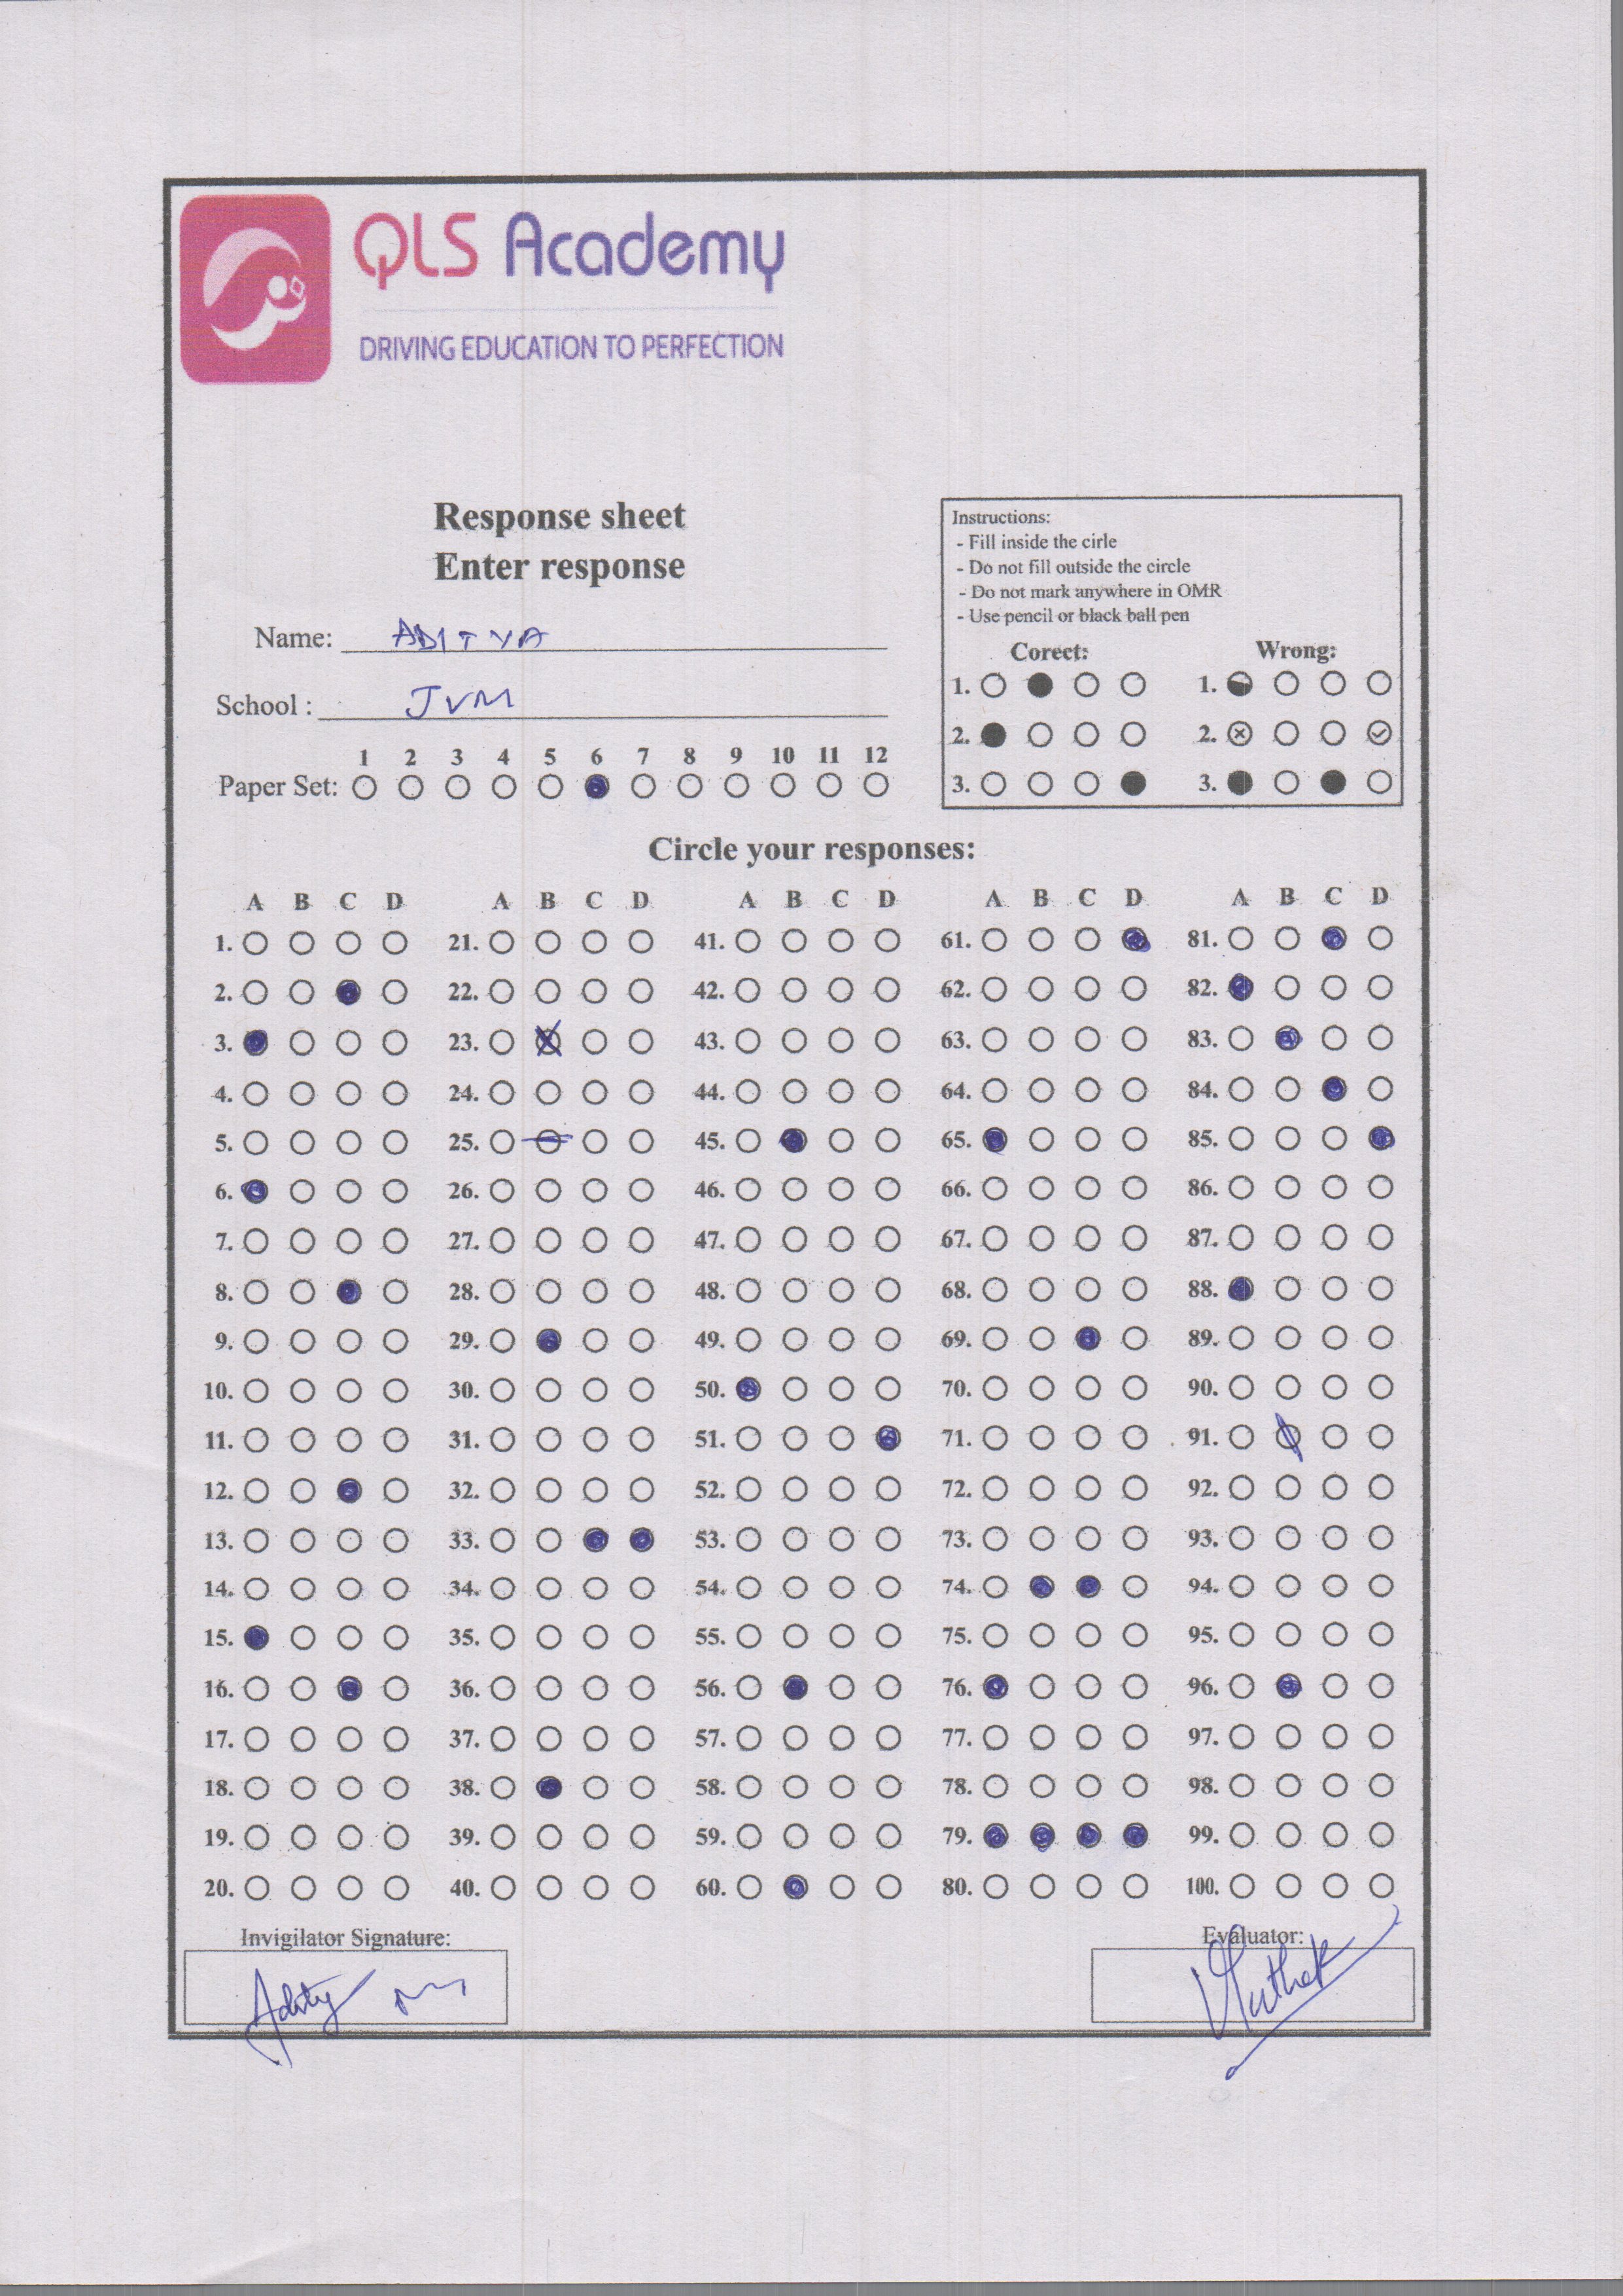 QLS Academy
DRIVING EDUCATION TO PERFECTION
Response sheet
Enter response
Name: ADITYA
School : JVM
1 2 3 4 5 6 7 8 9 10 11 12
Paper Set:
Instructions:
- Fill inside the cirle
- Do not fill outside the circle
- Do not mark anywhere in OMR
- Use pencil or black ball pen
Corect: Wrong:
1. 1.
2. 2.
3. 3.
Circle your responses:
A B C D A B C D A B C D A B C D A B C D
1. 21. 41. 61. 81.
2. 22. 42. 62. 82.
3. 23. 43. 63. 83.
4. 24. 44. 64. 84.
5. 25. 45. 65. 85.
6. 26. 46. 66. 86.
7. 27. 47. 67. 87.
8. 28. 48. 68. 88.
9. 29. 49. 69. 89.
10. 30. 50. 70. 90.
11. 31. 51. 71. 91.
12. 32. 52. 72. 92.
13. 33. 53. 73. 93.
14. 34. 54. 74. 94.
15. 35. 55. 75. 95.
16. 36. 56. 76. 96.
17. 37. 57. 77. 97.
18. 38. 58. 78. 98.
19. 39. 59. 79. 99.
20. 40. 60. 80. 100.
Invigilator Signature: Evaluator: